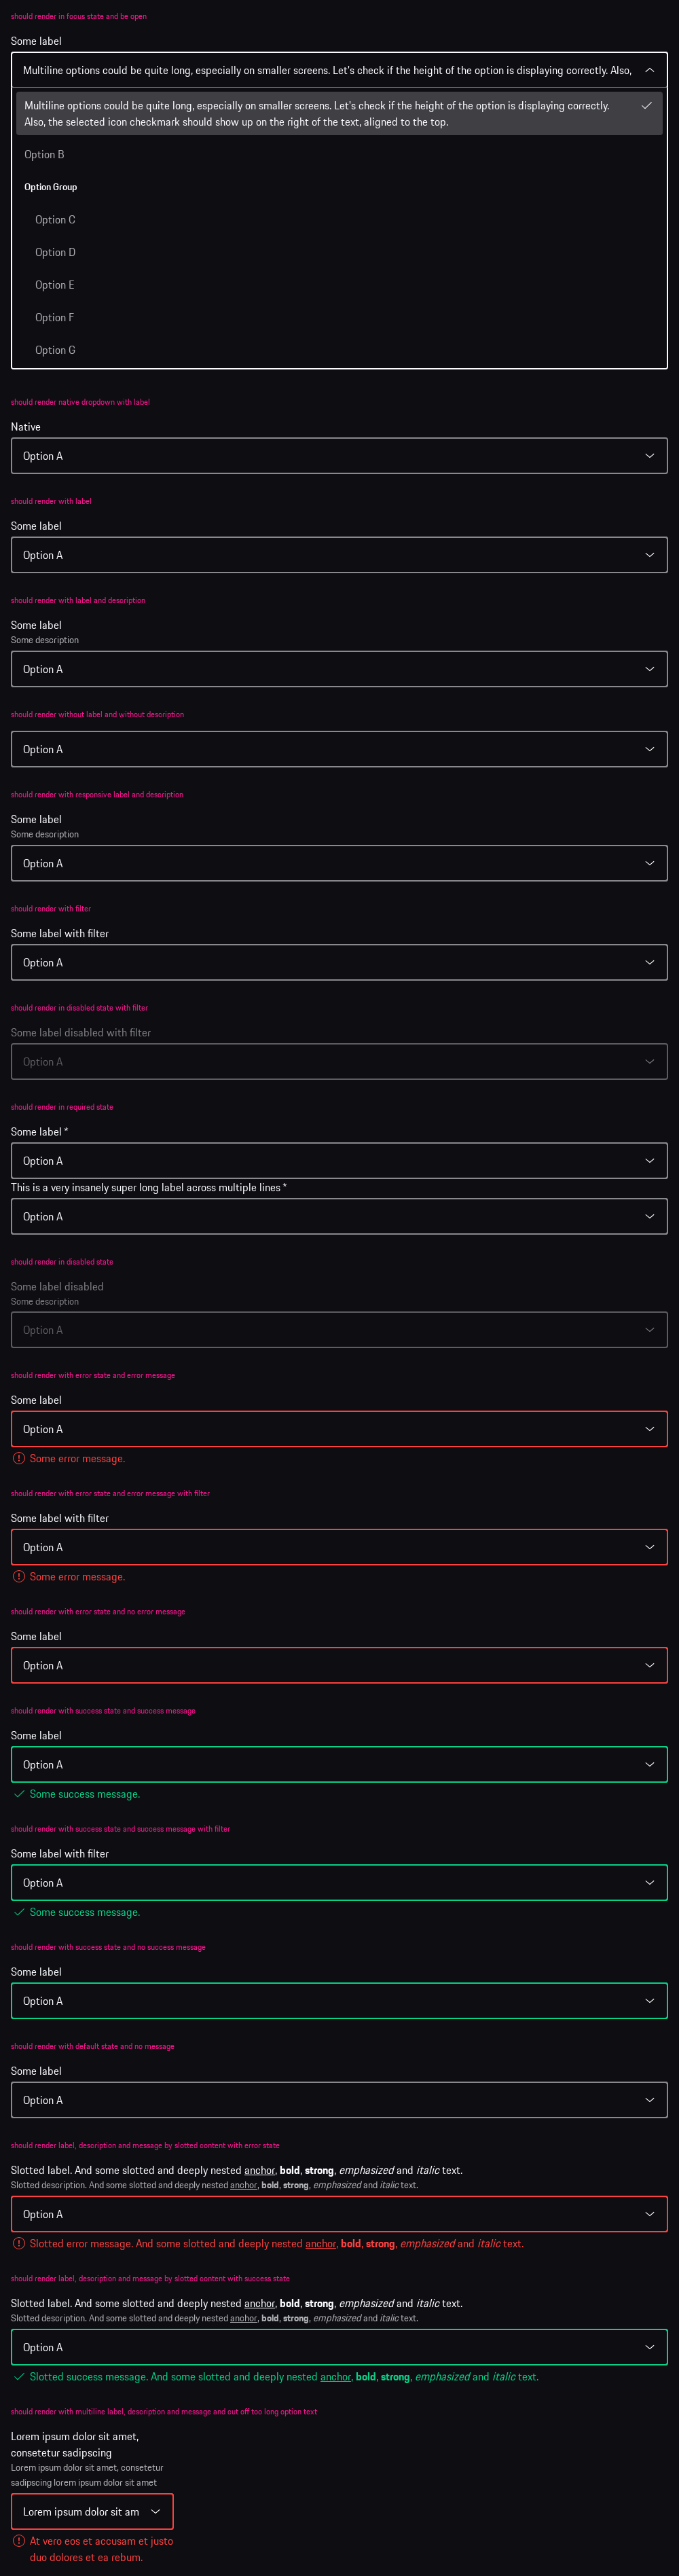 should render in focus state and be open
Some label
Multiline options could be quite long, especially on smaller screens. Let's check if the height of the option is displaying correctly. Also,
Multiline options could be quite long, especially on smaller screens. Let's check if the height of the option is displaying correctly.
Also, the selected icon checkmark should show up on the right of the text, aligned to the top.
Option B
Option Group
Option C
Option D
Option E
Option F
Option G
should render native dropdown with label
Native
Option A
should render with label
Some label
Option A
should render with label and description
Some label
Some description
Option A
should render without label and without description
Option A
should render with responsive label and description
Some label
Some description
Option A
should render with filter
Some label with filter
Option A
should render in disabled state with filter
Some label disabled with filter
Option A
should render in required state
Some label *
Option A
This is a very insanely super long label across multiple lines *
Option A
should render in disabled state
Some label disabled
Some description
Option A
should render with error state and error message
Some label
Option A
Some error message.
should render with error state and error message with filter
Some label with filter
Option A
Some error message.
should render with error state and no error message
Some label
Option A
should render with success state and success message
Some label
Option A
Some success message.
should render with success state and success message with filter
Some label with filter
Option A
Some success message.
should render with success state and no success message
Some label
Option A
should render with default state and no message
Some label
Option A
should render label, description and message by slotted content with error state
Slotted label. And some slotted and deeply nested anchor, bold, strong, emphasized and italic text.
Slotted description. And some slotted and deeply nested anchor, bold, strong, emphasized and italic text.
Option A
Slotted error message. And some slotted and deeply nested anchor, bold, strong, emphasized and italic text.
should render label, description and message by slotted content with success state
Slotted label. And some slotted and deeply nested anchor, bold, strong, emphasized and italic text.
Slotted description. And some slotted and deeply nested anchor, bold, strong, emphasized and italic text.
Option A
Slotted success message. And some slotted and deeply nested anchor, bold, strong, emphasized and italic text.
should render with multiline label, description and message and cut off too long option text
Lorem ipsum dolor sit amet,
consetetur sadipscing
Lorem ipsum dolor sit amet, consetetur
sadipscing lorem ipsum dolor sit amet
Lorem ipsum dolor sit am
At vero eos et accusam et justo
duo dolores et ea rebum.